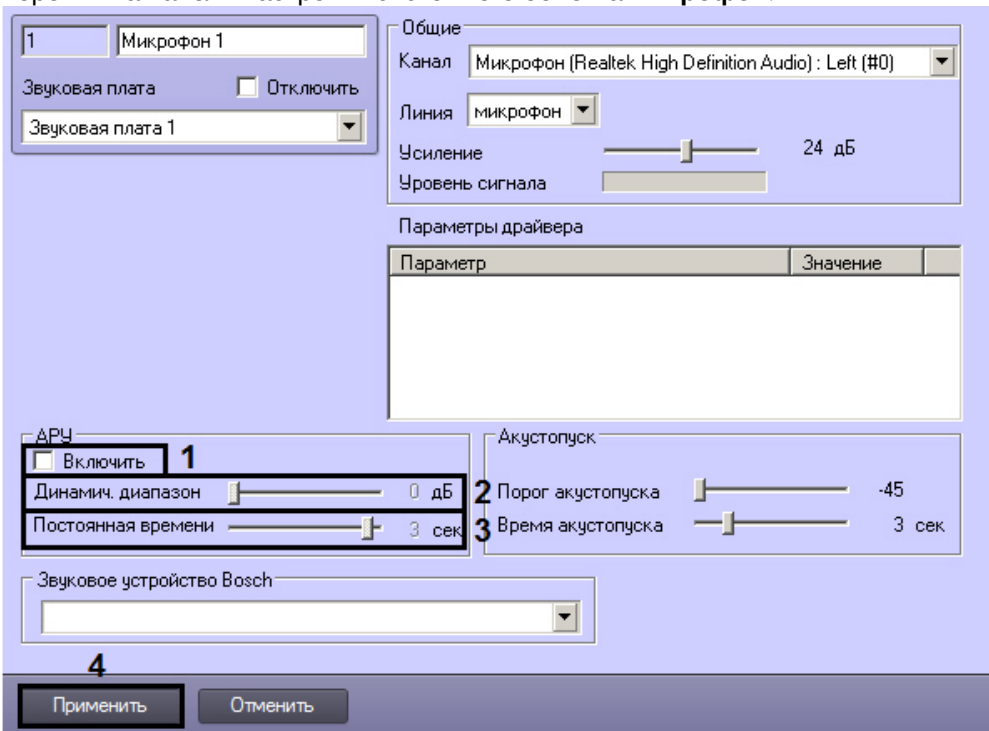 1
Микрофон 1
Звуковая плата
Отключить
Звуковая плата 1
Общие
Канал
Микрофон (Realtek High Definition Audio) : Left (#0)
Линия
микрофон
Усиление
24 дБ
Уровень сигнала
Параметры драйвера
Параметр
Значение
АРУ
Включить
1
Динамич. диапазон
0 дБ
2
Постоянная времени
3 сек
3
Акустопуск
Порог акустопуска
-45
Время акустопуска
3 сек
Звуковое устройство Bosch
4
Применить
Отменить